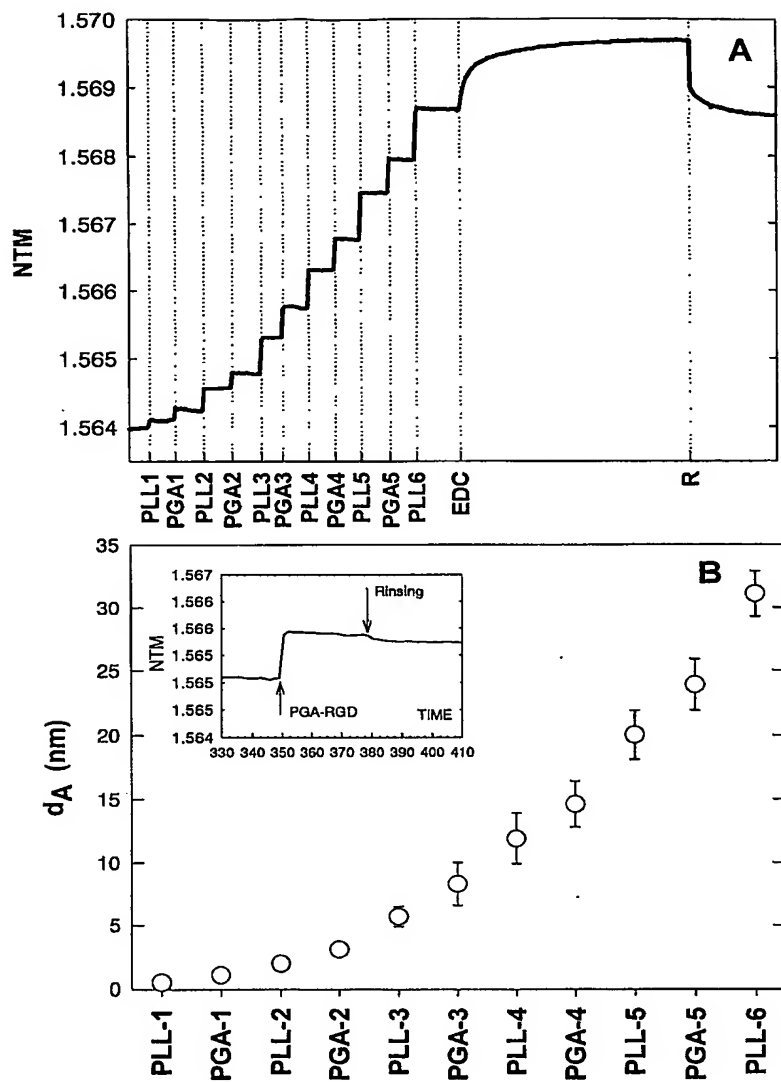 A
NTM
1.570
1.569
1.568
1.567
1.566
1.565
1.564
PLL1
PGA1
PLL2
PGA2
PLL3
PGA3
PLL4
PGA4
PLL5
PGA5
PLL6
EDC
R
B
dA (nm)
35
30
25
20
15
10
5
0
NTM
1.567
1.566
1.565
1.565
1.564
Rinsing
PGA-RGD
TIME
330 340 350 360 370 380 390 400 410
PLL-1
PGA-1
PLL-2
PGA-2
PLL-3
PGA-3
PLL-4
PGA-4
PLL-5
PGA-5
PLL-6